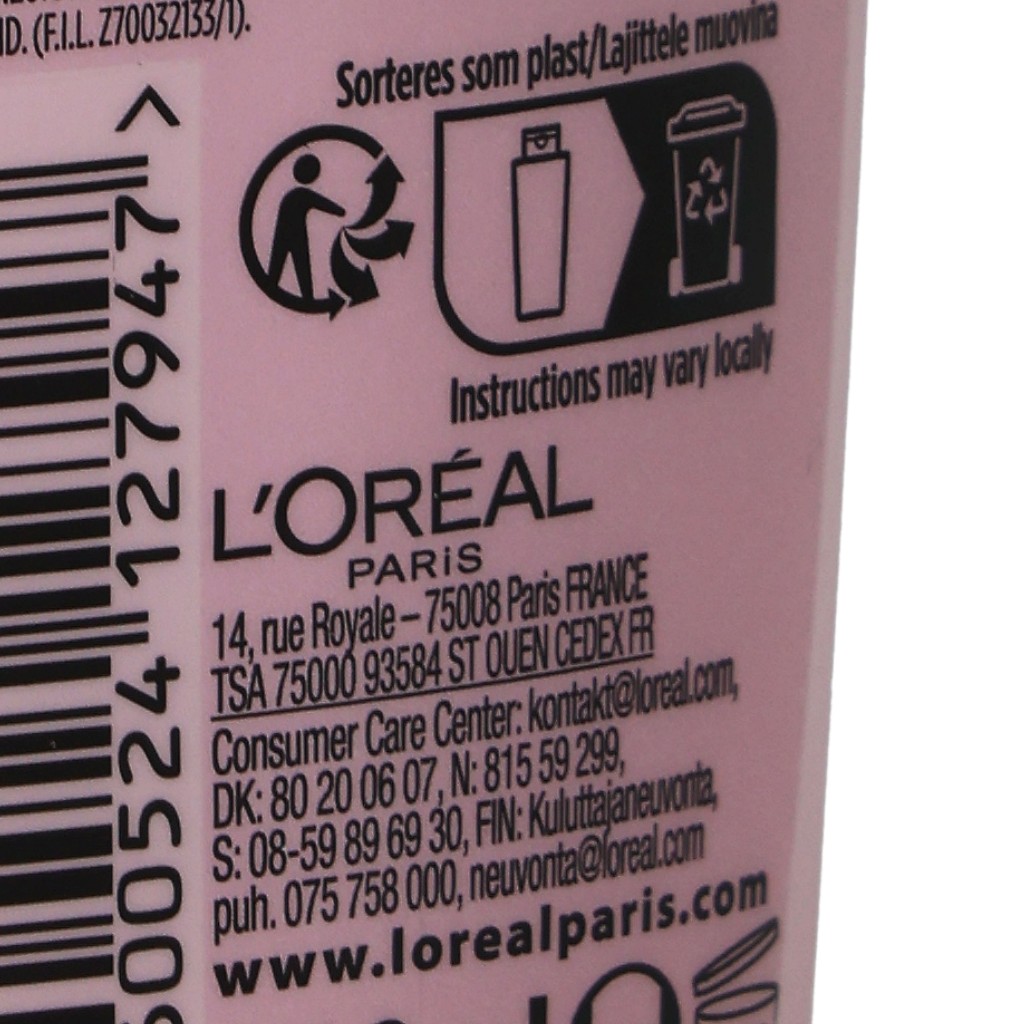 ND. (F.I.L. Z70032133/1).
Sorteres som plast/Lajittele muovina
Instructions may vary locally
L'ORÉAL
PARiS
14, rue Royale – 75008 Paris FRANCE
TSA 75000 93584 ST OUEN CEDEX FR
Consumer Care Center: kontakt@loreal.com,
DK: 80 20 06 07, N: 815 59 299,
S: 08-59 89 69 30, FIN: Kuluttajaneuvonta,
puh. 075 758 000, neuvonta@loreal.com
www.lorealparis.com
600524 127947 >